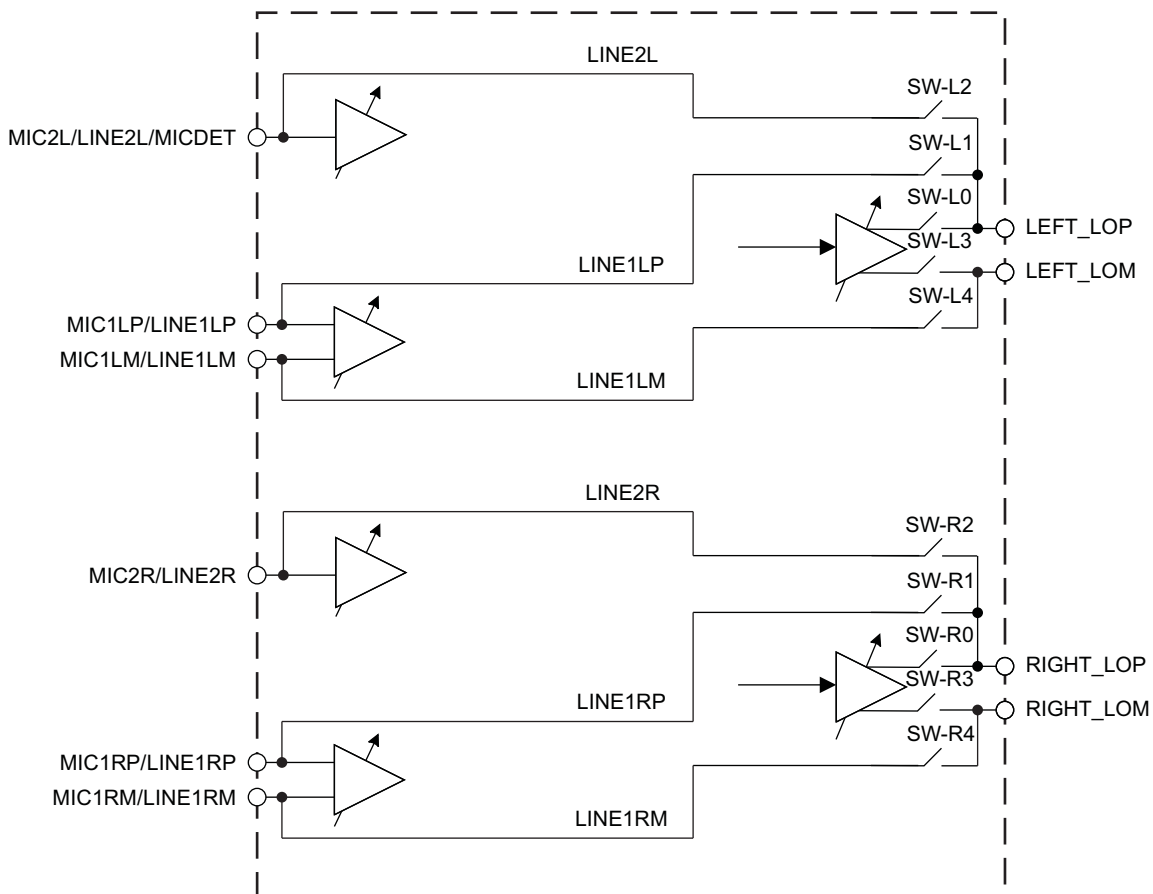 LINE2L
SW-L2
MIC2L/LINE2L/MICDET
SW-L1
SW-L0
LEFT_LOP
SW-L3
LINE1LP
LEFT_LOM
SW-L4
MIC1LP/LINE1LP
MIC1LM/LINE1LM
LINE1LM
LINE2R
SW-R2
MIC2R/LINE2R
SW-R1
SW-R0
RIGHT_LOP
SW-R3
LINE1RP
RIGHT_LOM
SW-R4
MIC1RP/LINE1RP
MIC1RM/LINE1RM
LINE1RM